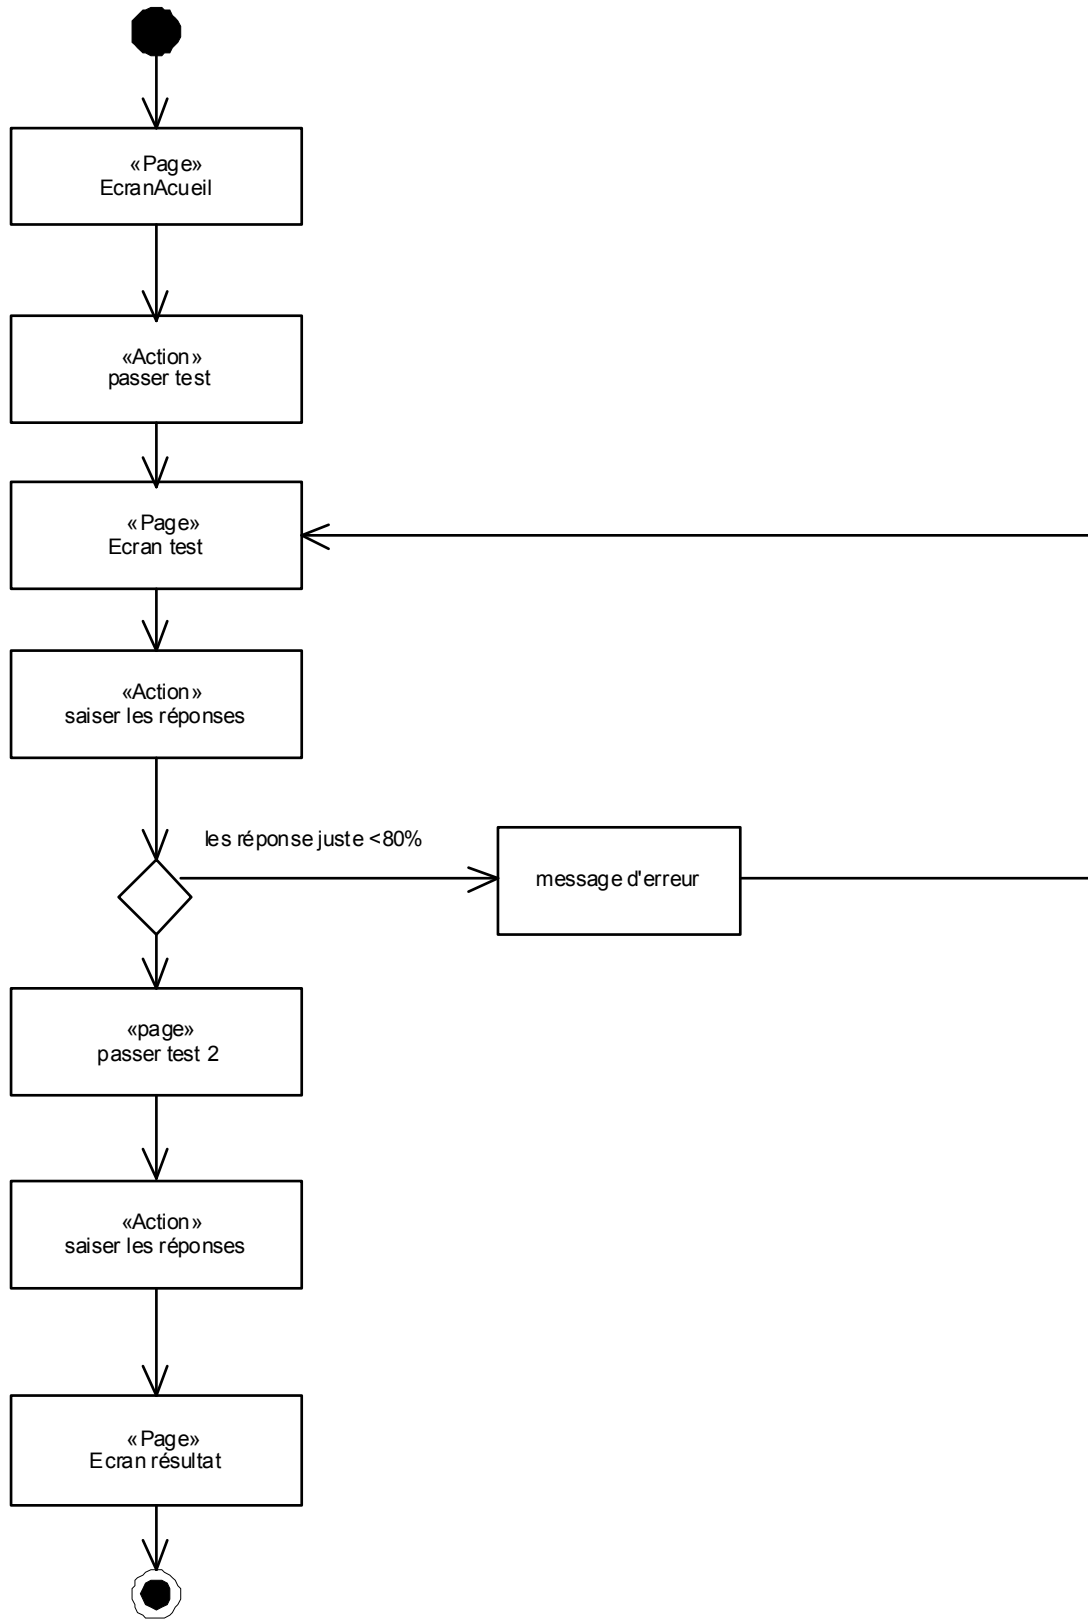 «Page»
EcranAcueil
«Action»
passer test
«Page»
Ecran test
«Action»
saiser les réponses
les réponse juste <80%
message d'erreur
«page»
passer test 2
«Action»
saiser les réponses
«Page»
Ecran résultat